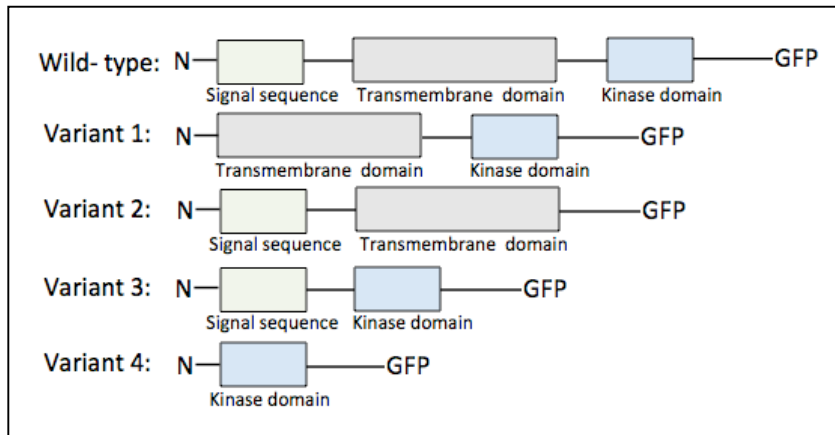 Wild- type: N GFP
Signal sequence Transmembrane domain Kinase domain
Variant 1: N GFP
Transmembrane domain Kinase domain
Variant 2: N GFP
Signal sequence Transmembrane domain
Variant 3: N GFP
Signal sequence Kinase domain
Variant 4: N GFP
Kinase domain